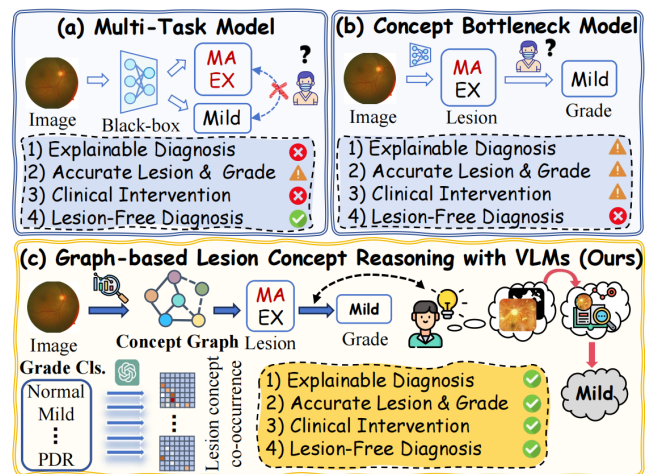 (a) Multi-Task Model
MA
EX
?
Mild
Image
Black-box
1) Explainable Diagnosis
2) Accurate Lesion & Grade
3) Clinical Intervention
4) Lesion-Free Diagnosis
(b) Concept Bottleneck Model
?
MA
EX
Mild
Image
Lesion
Grade
1) Explainable Diagnosis
2) Accurate Lesion & Grade
3) Clinical Intervention
4) Lesion-Free Diagnosis
(c) Graph-based Lesion Concept Reasoning with VLMs (Ours)
MA
EX
Mild
Image
Concept Graph
Lesion
Grade
Grade Cls.
Normal
Mild
PDR
Lesion concept
co-occurrence
1) Explainable Diagnosis
2) Accurate Lesion & Grade
3) Clinical Intervention
4) Lesion-Free Diagnosis
Mild